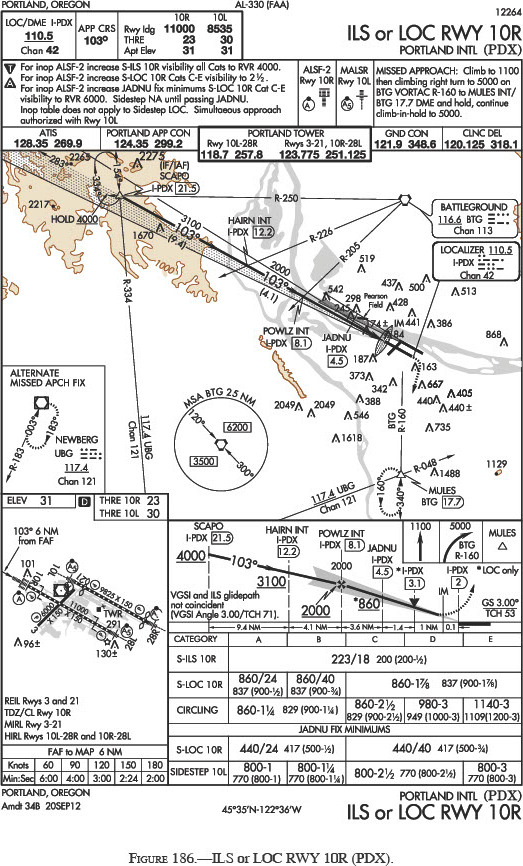 PORTLAND, OREGON
AL-330 (FAA)
12264
LOC/DME I-PDX
110.5
Chan 42
APP CRS
103°
10R 10L
Rwy Idg 11000 8535
THRE 23 30
Apt Elev 31 31
ILS or LOC RWY 10R
PORTLAND INTL (PDX)
T For inop ALSF-2 increase S-ILS 10R visibility all Cats to RVR 4000.
A For inop ALSF-2 increase S-LOC 10R Cats C-E visibility to 2½.
For inop ALSF-2 increase JADNU fix minimums S-LOC 10R Cat C-E
visibility to RVR 6000. Sidestep NA until passing JADNU.
Inop table does not apply to Sidestep LOC. Simultaeous approach
authorized with Rwy 10L
ALSF-2
Rwy 10R
MALSR
Rwy 10L
MISSED APPROACH: Climb to 1100
then climbing right turn to 5000 on
BTG VORTAC R-160 to MULES INT/
BTG 17.7 DME and hold, continue
climb-in-hold to 5000.
ATIS
128.35 269.9
PORTLAND APP CON
124.35 299.2
PORTLAND TOWER
Rwy 10L-28R Rwys 3-21, 10R-28L
118.7 257.8 123.775 251.125
GND CON
121.9 348.6
CLNC DEL
120.125 318.1
283°
2265
2275
(IF/IAF)
SCAPO
I-PDX 21.5
2217
HOLD 4000
1670
3100
103°
(9.4)
HAIRN INT
I-PDX 12.2
R-250
R-226
R-205
R-334
2000
103°
(4.1)
BATTLEGROUND
116.6 BTG
Chan 113
LOCALIZER 110.5
I-PDX
Chan 42
519
542
298
245
437
500
513
Pearson
Field
428
174±
IM
441
84
386
868
POWLZ INT
I-PDX 8.1
JADNU
I-PDX
4.5
187
163
373
342
388
667
440
405
440±
546
735
1618
2049
2049
1000
BTG
R-160
R-048
1488
1129
MULES
BTG 17.7
160°
340°
117.4 UBG
Chan 121
117.4 UBG
Chan 121
MSA BTG 25 NM
120°
6200
3500
300°
ALTERNATE
MISSED APCH FIX
003°
183°
R-183
NEWBERG
UBG
117.4
Chan 121
ELEV 31
D
THRE 10R 23
THRE 10L 30
103° 6 NM
from FAF
101
101
9825 X 150
TWR
291
28R
28L
96±
130±
REIL Rwys 3 and 21
TDZ/CL Rwy 10R
MIRL Rwy 3-21
HIRL Rwys 10L-28R and 10R-28L
FAF to MAP 6 NM
Knots 60 90 120 150 180
Min:Sec 6:00 4:00 3:00 2:24 2:00
SCAPO
I-PDX 21.5
4000
103°
HAIRN INT
I-PDX
12.2
3100
POWLZ INT
I-PDX 8.1
2000
2000
JADNU
I-PDX
4.5
*860
*I-PDX
3.1
I-PDX
2
*LOC only
IM
1100
5000
BTG
R-160
MULES
VGSI and ILS glidepath
not coincident
(VGSI Angle 3.00/TCH 71).
GS 3.00°
TCH 53
9.4 NM 4.1 NM 3.6 NM 1.4 1 NM 0.1
CATEGORY A B C D E
S-ILS 10R 223/18 200 (200-½)
S-LOC 10R 860/24 837 (900-½) 860/40 837 (900-¾) 860-1⅞ 837 (900-1⅞)
CIRCLING 860-1¼ 829 (900-1¼) 860-2½ 829 (900-2½) 980-3 949 (1000-3) 1140-3 1109(1200-3)
JADNU FIX MINIMUMS
S-LOC 10R 440/24 417 (500-½) 440/40 417 (500-¾)
SIDESTEP 10L 800-1 770 (800-1) 800-1¼ 770 (800-1¼) 800-2½ 770 (800-2½) 800-3 770 (800-3)
PORTLAND, OREGON
Amdt 34B 20SEP12
45°35'N-122°36'W
PORTLAND INTL (PDX)
ILS or LOC RWY 10R
FIGURE 186.—ILS or LOC RWY 10R (PDX).